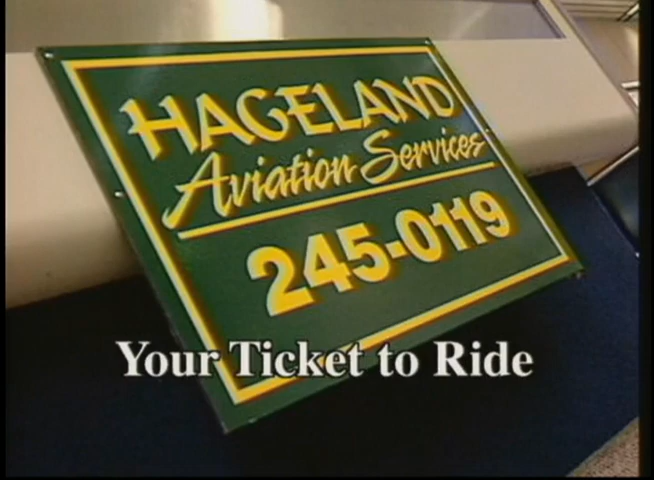 HAGELAND
Aviation Services
245-0119
Your Ticket to Ride